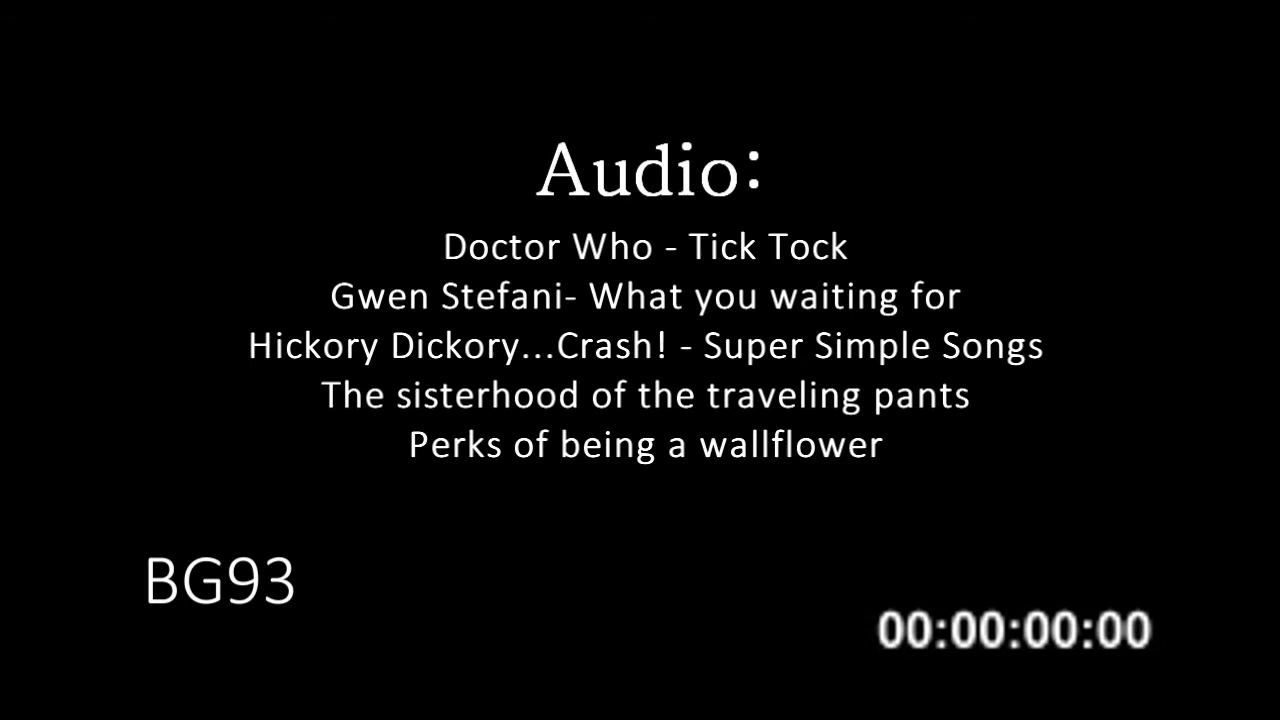 Audio:
Doctor Who - Tick Tock
Gwen Stefani- What you waiting for
Hickory Dickory...Crash! - Super Simple Songs
The sisterhood of the traveling pants
Perks of being a wallflower
BG93
00:00:00:00